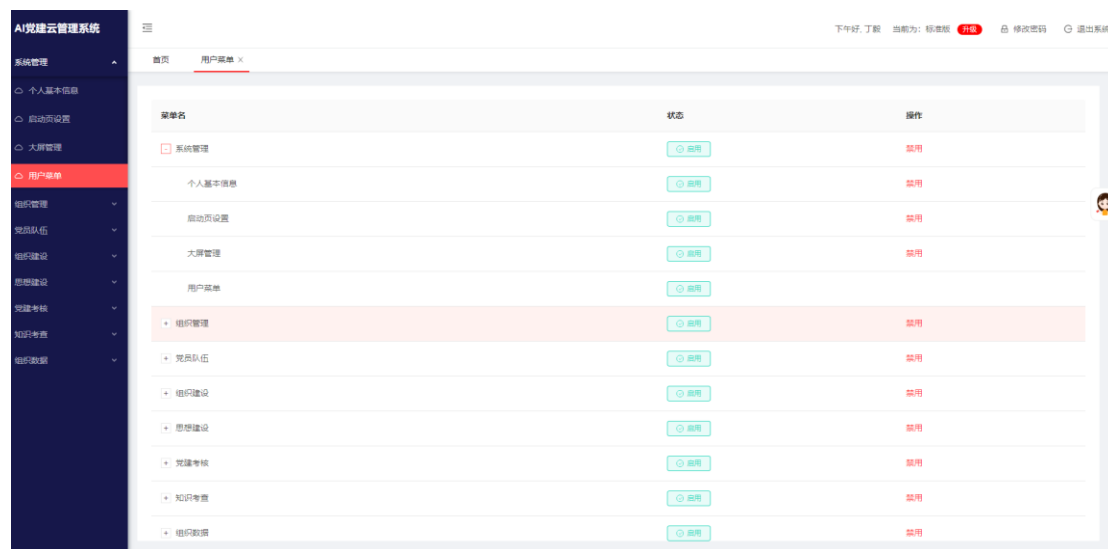 AI党建云管理系统
下午好,丁毅 当前为: 标准版 升级 修改密码 退出系统
系统管理
首页 用户菜单 ×
个人基本信息
启动页设置
大屏管理
用户菜单
组织管理
党员队伍
组织建设
思想建设
党建考核
知识考查
组织数据
菜单名 状态 操作
系统管理 启用 禁用
个人基本信息 启用 禁用
启动页设置 启用 禁用
大屏管理 启用 禁用
用户菜单 启用
组织管理 启用 禁用
党员队伍 启用 禁用
组织建设 启用 禁用
思想建设 启用 禁用
党建考核 启用 禁用
知识考查 启用 禁用
组织数据 启用 禁用